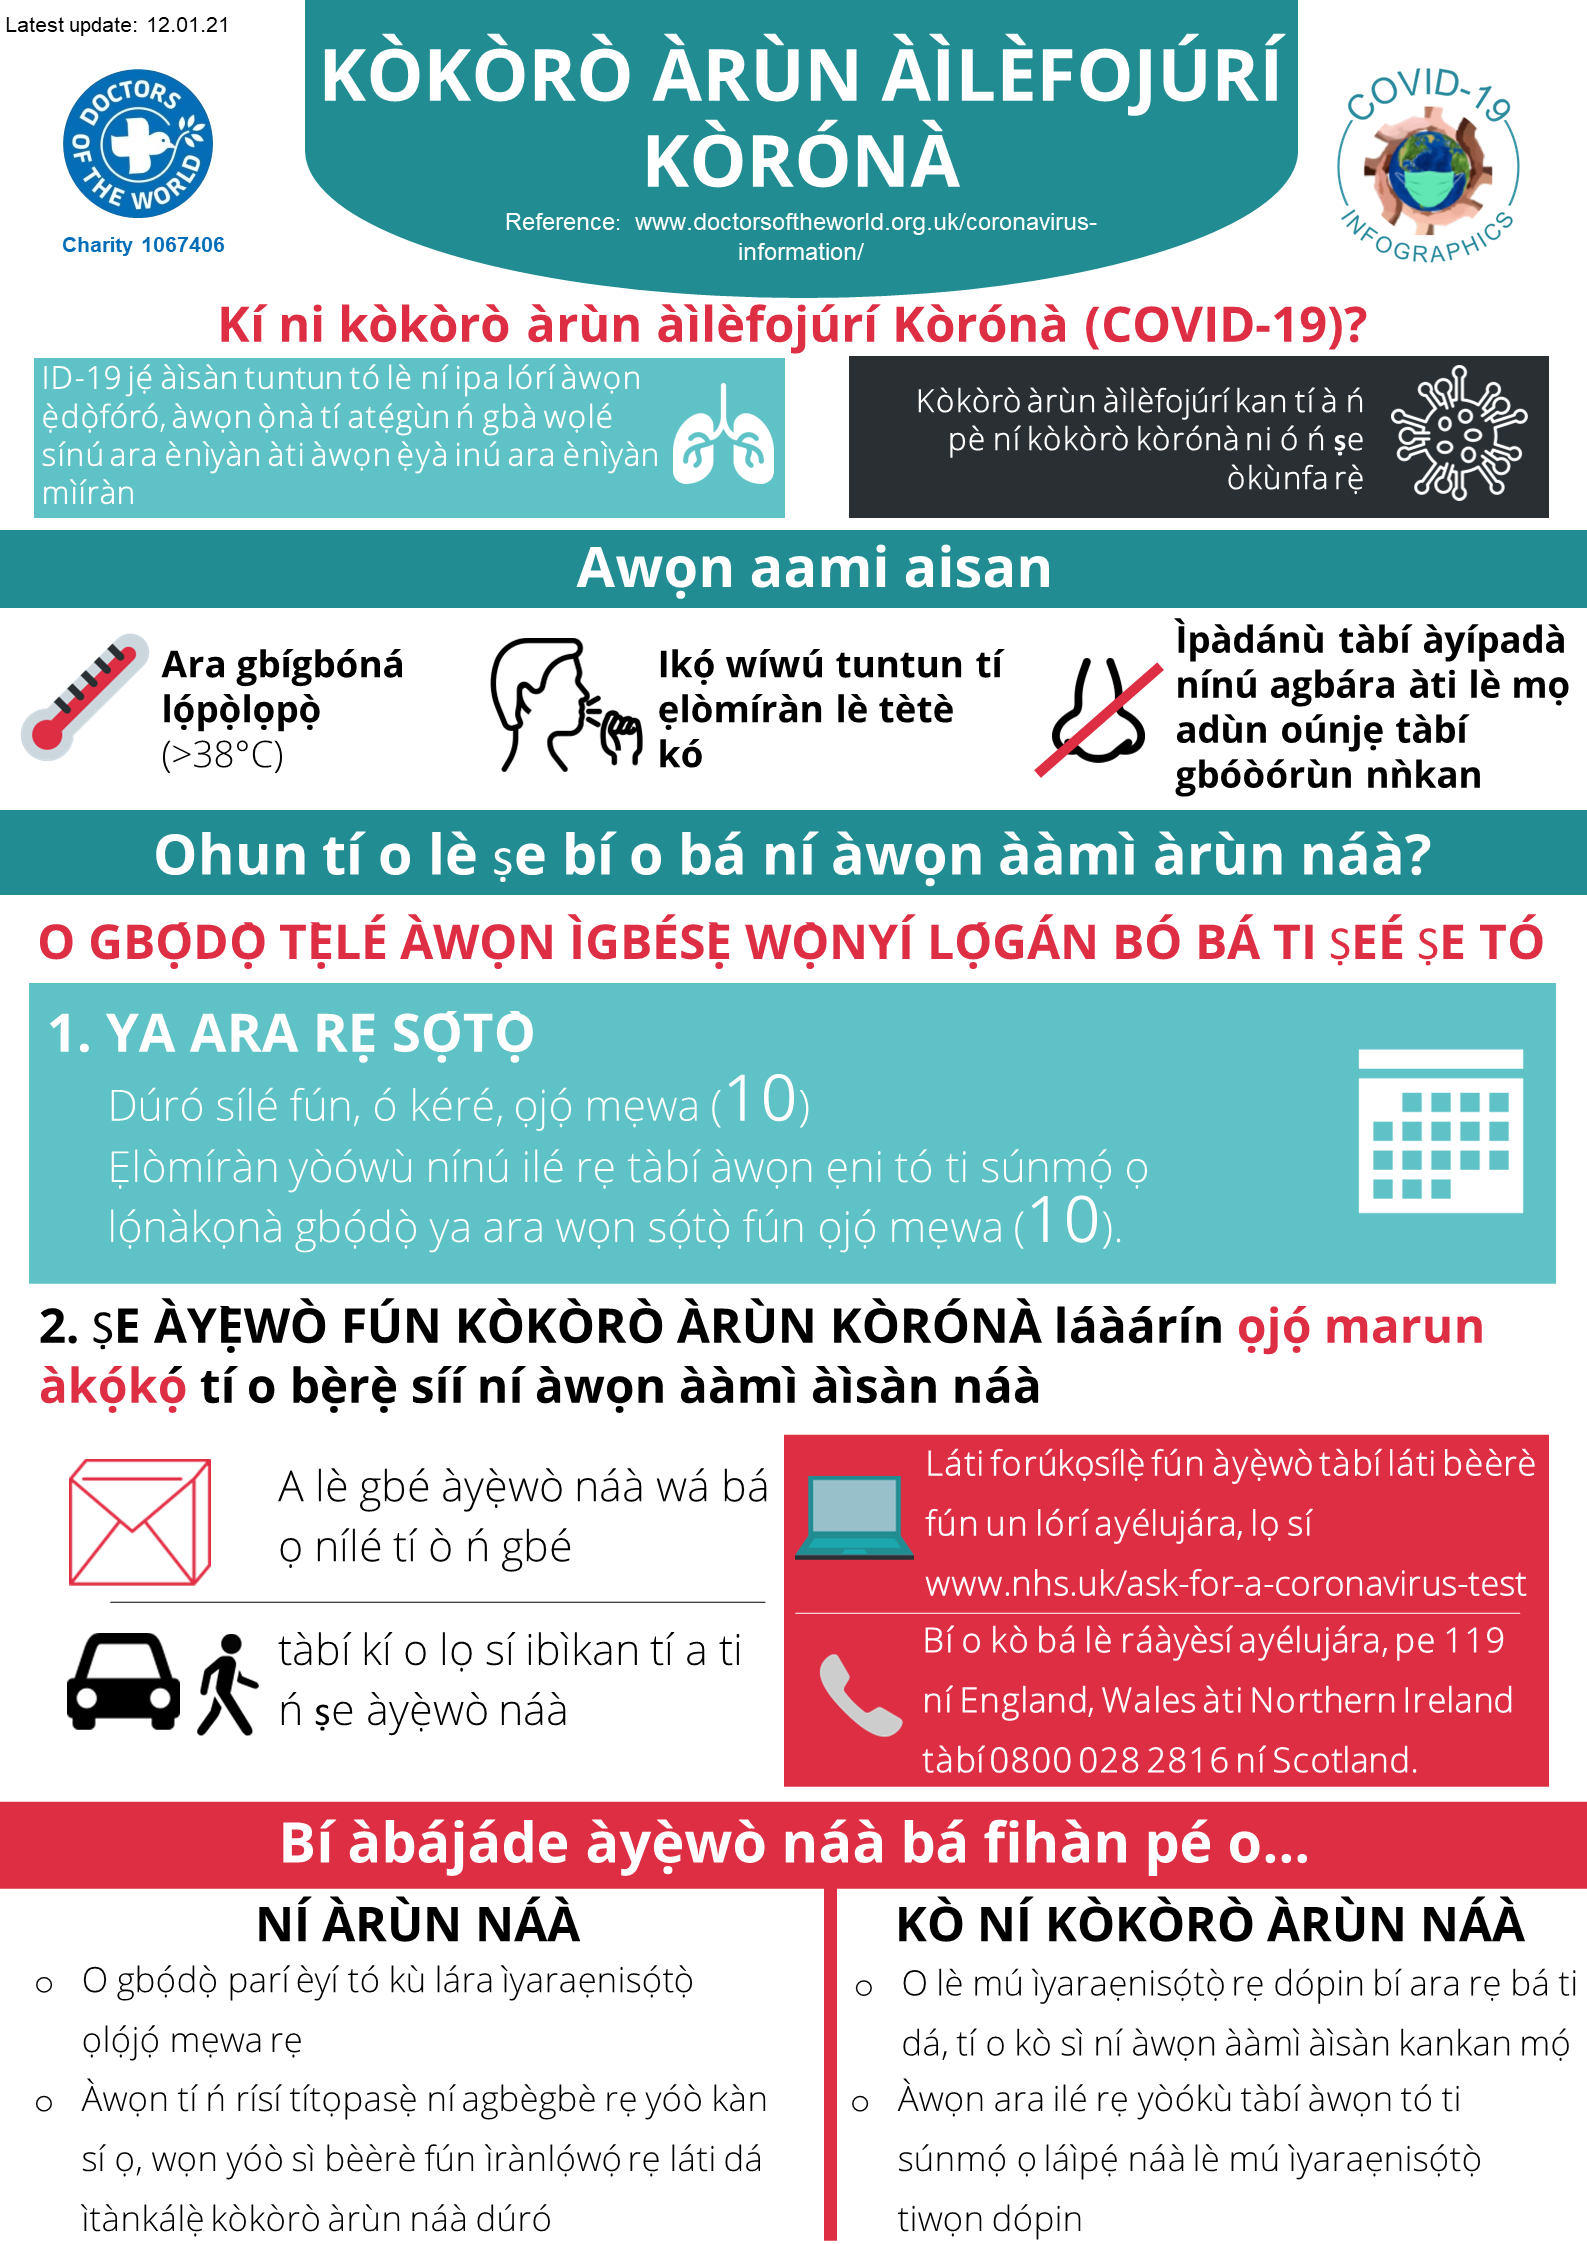 Latest update: 12.01.21
DOCTORS OF THE WORLD
Charity 1067406
KÒKÒRÒ ÀRÙN ÀÌLÈFOJÚRÍ
KÒRÓNÀ
Reference: www.doctorsoftheworld.org.uk/coronavirus-
information/
COVID-19
INFOGRAPHICS
Kí ni kòkòrò àrùn àìlèfojúrí Kòrónà (COVID-19)?
ID-19 jẹ́ àìsàn tuntun tó lè ní ipa lórí àwọn
ẹ̀dọ̀fóró, àwọn ọ̀nà tí atẹ́gùn ń gbà wọlé
sínú ara ènìyàn àti àwọn ẹ̀yà inú ara ènìyàn
mìíràn
Kòkòrò àrùn àìlèfojúrí kan tí à ń
pè ní kòkòrò kòrónà ni ó ń ṣe
òkùnfa rẹ̀
Awọn aami aisan
Ara gbígbóná
lọ́pọ̀lọpọ̀
(>38°C)
Ikọ́ wíwú tuntun tí
ẹlòmíràn lè tètè
kó
Ìpàdánù tàbí àyípadà
nínú agbára àti lè mọ
adùn oúnjẹ tàbí
gbóòórùn nǹkan
Ohun tí o lè ṣe bí o bá ní àwọn ààmì àrùn náà?
O GBỌ́DỌ̀ TẸ̀LÉ ÀWỌN ÌGBÉSẸ̀ WỌ̀NYÍ LỌ́GÁN BÓ BÁ TI ṢEÉ ṢE TÓ
1. YA ARA RẸ SỌ́TỌ̀
Dúró sílé fún, ó kéré, ọjọ́ mẹwa (10)
Ẹlòmíràn yòówù nínú ilé rẹ tàbí àwọn ẹni tó ti súnmọ́ ọ
lọ́nàkọnà gbọ́dọ̀ ya ara wọn sọ́tọ̀ fún ọjọ́ mẹwa (10).
2. ṢE ÀYẸ̀WÒ FÚN KÒKÒRÒ ÀRÙN KÒRÓNÀ láàárín ọjọ́ marun
àkọ́kọ́ tí o bẹ̀rẹ̀ síí ní àwọn ààmì àìsàn náà
A lè gbé àyẹ̀wò náà wá bá
ọ nílé tí ò ń gbé
tàbí kí o lọ sí ibìkan tí a ti
ń ṣe àyẹ̀wò náà
Láti forúkọsílẹ̀ fún àyẹ̀wò tàbí láti bèèrè
fún un lórí ayélujára, lọ sí
www.nhs.uk/ask-for-a-coronavirus-test
Bí o kò bá lè ráàyèsí ayélujára, pe 119
ní England, Wales àti Northern Ireland
tàbí 0800 028 2816 ní Scotland.
Bí àbájáde àyẹ̀wò náà bá fihàn pé o...
NÍ ÀRÙN NÁÀ
o O gbọ́dọ̀ parí èyí tó kù lára ìyaraẹnisọ́tọ̀
ọlọ́jọ́ mẹwa rẹ
o Àwọn tí ń rísí títọpasẹ̀ ní agbègbè rẹ yóò kàn
sí ọ, wọn yóò sì bèèrè fún ìrànlọ́wọ́ rẹ láti dá
ìtànkálẹ̀ kòkòrò àrùn náà dúró
KÒ NÍ KÒKÒRÒ ÀRÙN NÁÀ
o O lè mú ìyaraẹnisọ́tọ̀ rẹ dópin bí ara rẹ bá ti
dá, tí o kò sì ní àwọn ààmì àìsàn kankan mọ́
o Àwọn ara ilé rẹ yòókù tàbí àwọn tó ti
súnmọ́ ọ láìpẹ́ náà lè mú ìyaraẹnisọ́tọ̀
tiwọn dópin